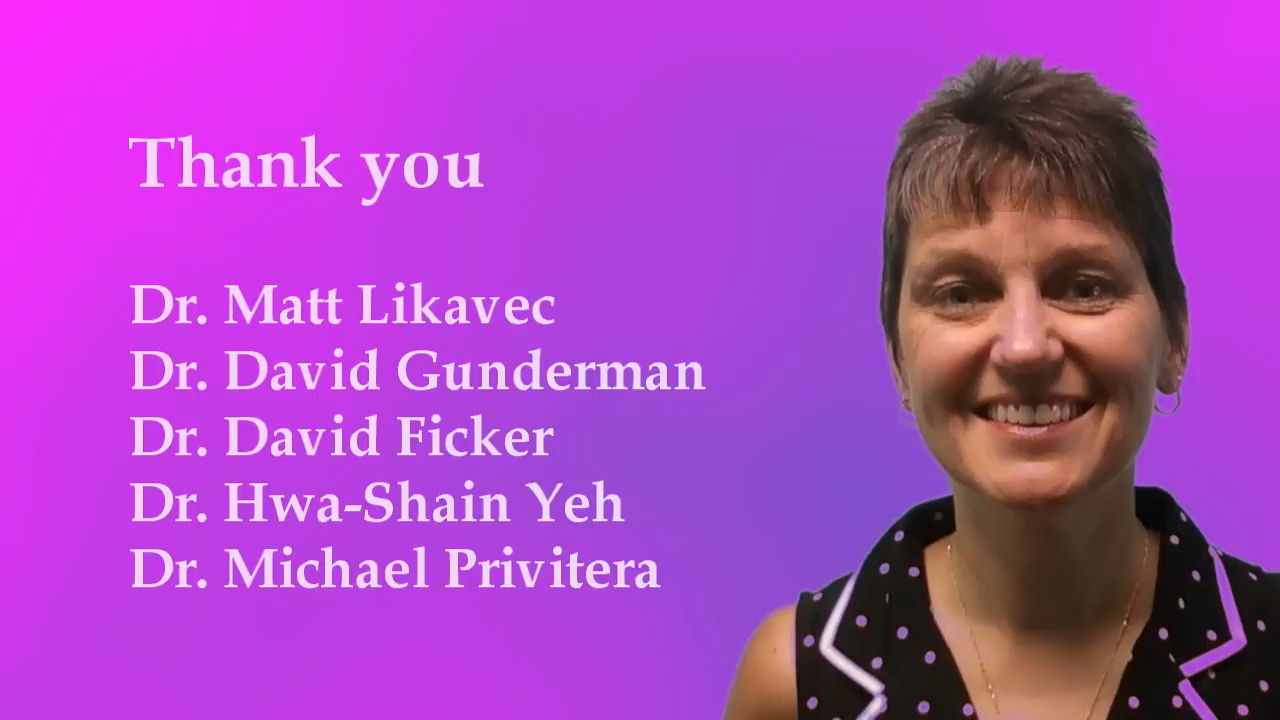 Thank you
Dr. Matt Likavec
Dr. David Gunderman
Dr. David Ficker
Dr. Hwa-Shain Yeh
Dr. Michael Privitera